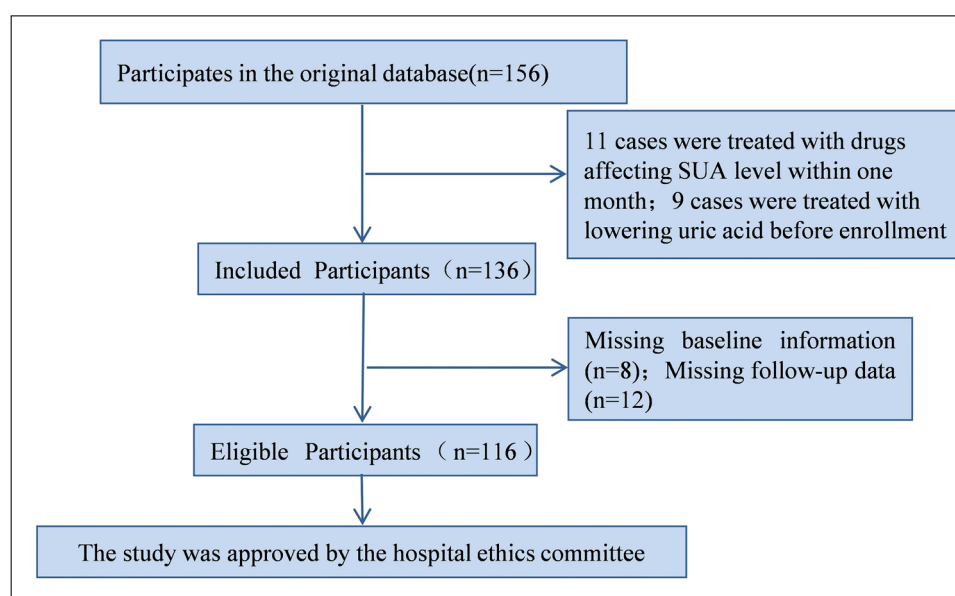 Participates in the original database(n=156)
11 cases were treated with drugs
affecting SUA level within one
month；9 cases were treated with
lowering uric acid before enrollment
Included Participants（n=136）
Missing baseline information
(n=8)；Missing follow-up data
(n=12)
Eligible Participants（n=116）
The study was approved by the hospital ethics committee